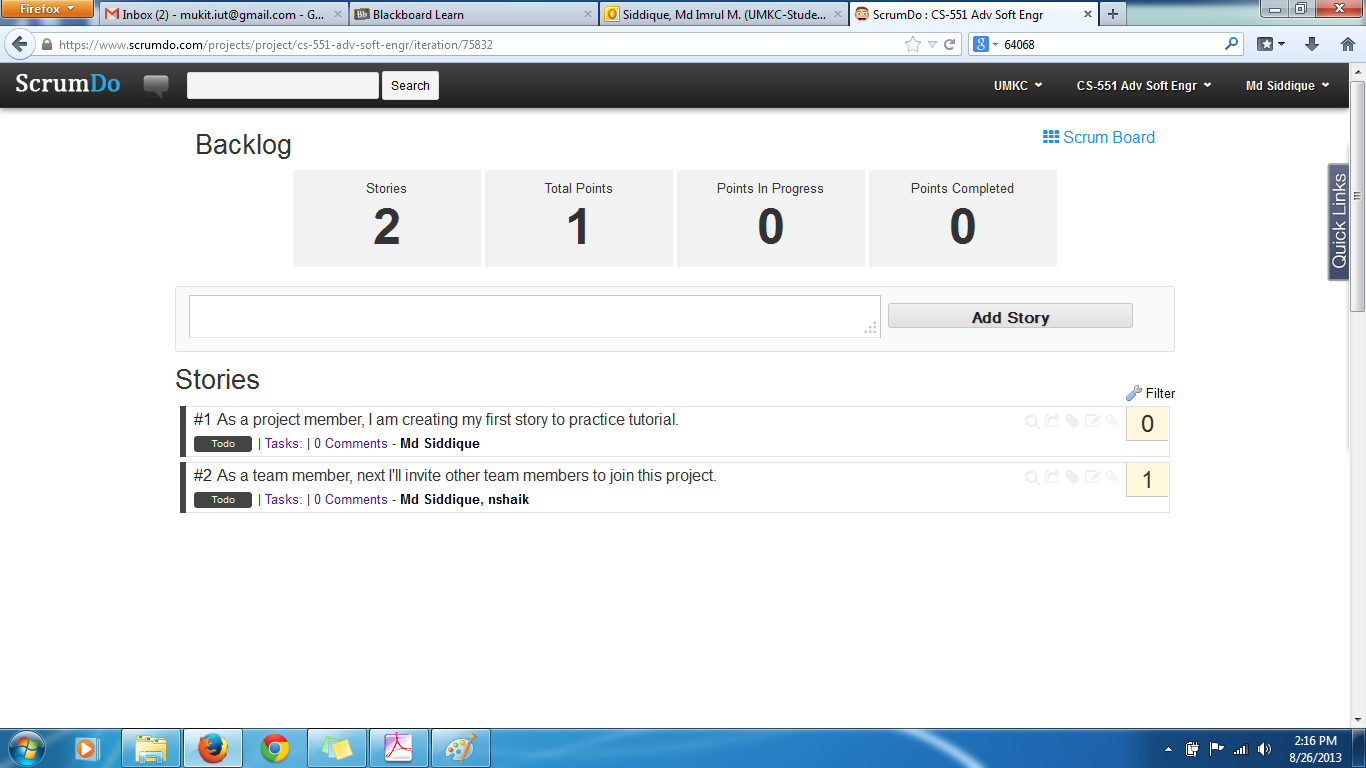 Firefox
Inbox (2) - mukit.iut@gmail.com - G...
Bb Blackboard Learn
Siddique, Md Imrul M. (UMKC-Stude...
ScrumDo : CS-551 Adv Soft Engr
https://www.scrumdo.com/projects/project/cs-551-adv-soft-engr/iteration/75832
64068
ScrumDo
Search
UMKC
CS-551 Adv Soft Engr
Md Siddique
Backlog
Scrum Board
Stories
2
Total Points
1
Points In Progress
0
Points Completed
0
Quick Links
Add Story
Stories
Filter
#1 As a project member, I am creating my first story to practice tutorial.
0
Todo | Tasks: | 0 Comments - Md Siddique
#2 As a team member, next I'll invite other team members to join this project.
1
Todo | Tasks: | 0 Comments - Md Siddique, nshaik
2:16 PM
8/26/2013